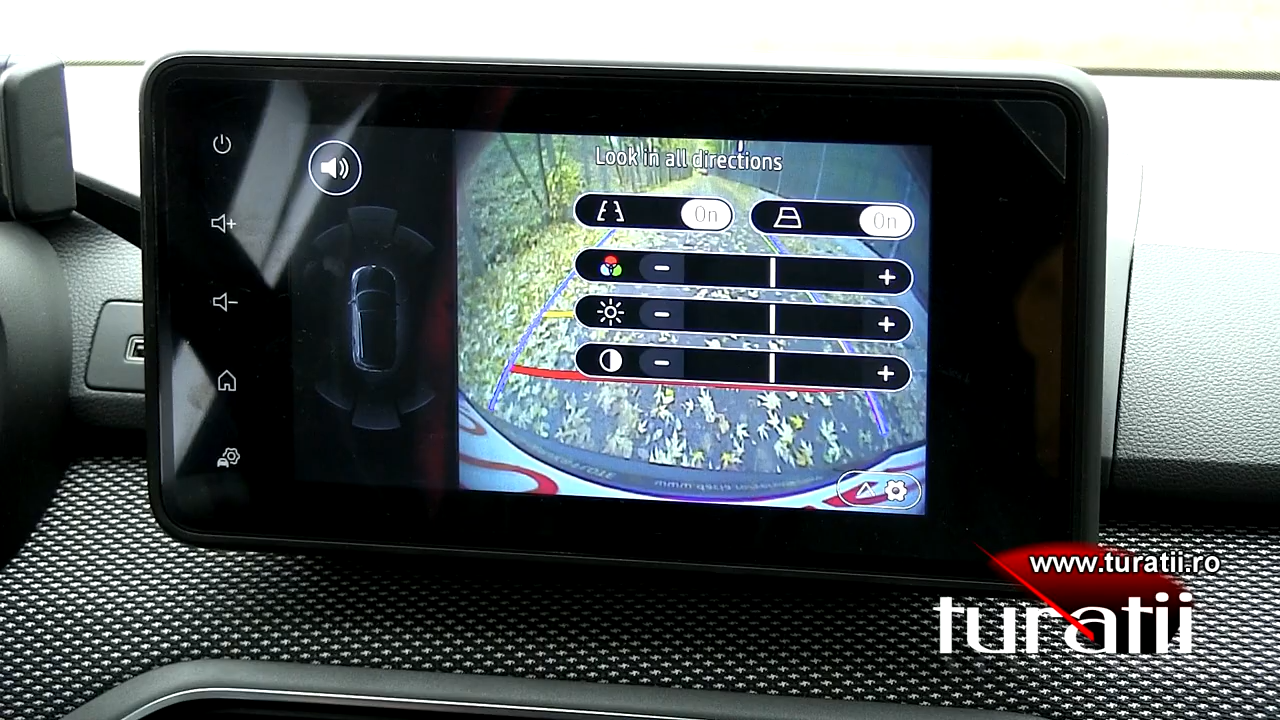 Look in all directions
On
On
www.turatii.ro
turatii